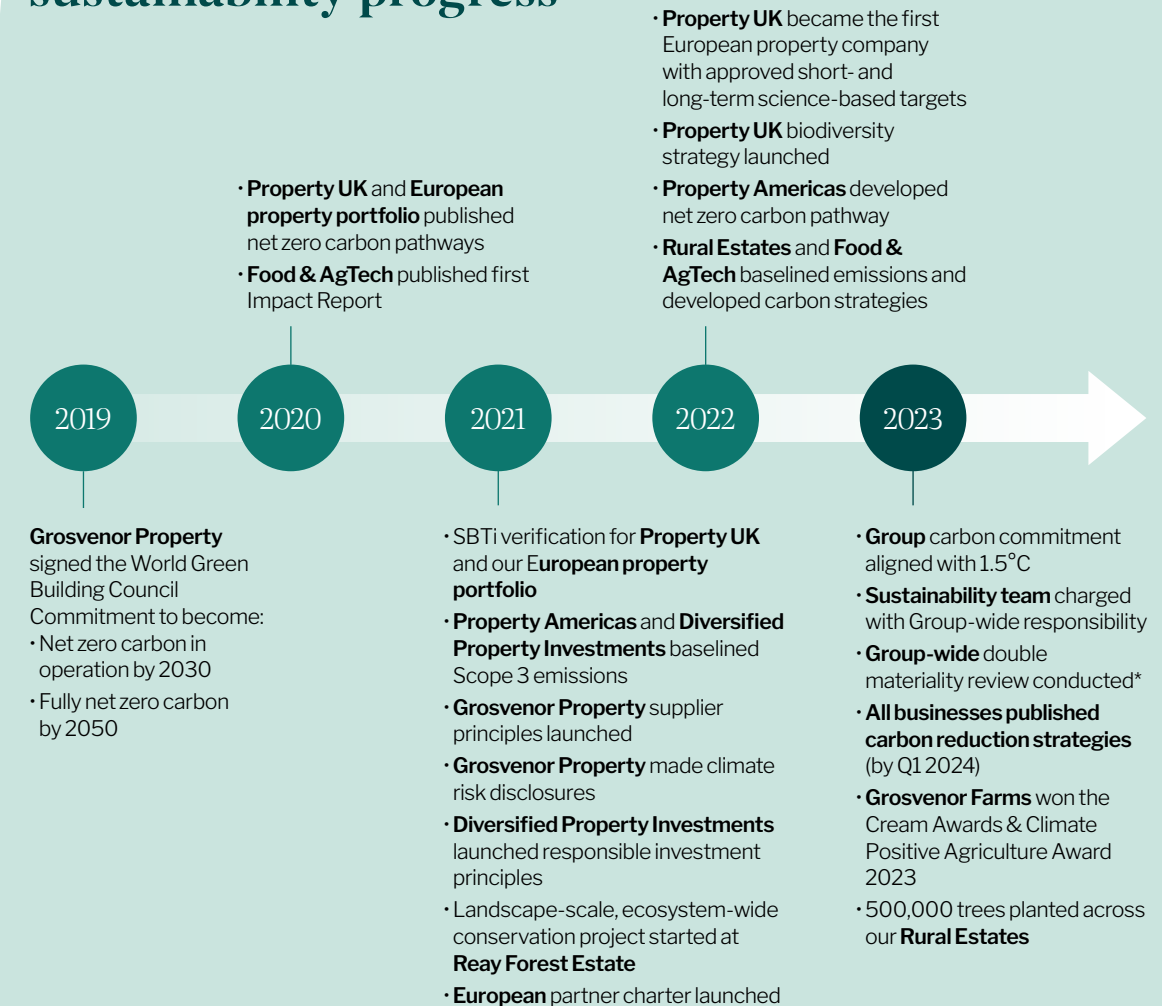 sustainability progress
2019
Grosvenor Property
signed the World Green
Building Council
Commitment to become:
· Net zero carbon in
operation by 2030
· Fully net zero carbon
by 2050
· Property UK and European
property portfolio published
net zero carbon pathways
· Food & AgTech published first
Impact Report
2020
2021
· SBTi verification for Property UK
and our European property
portfolio
· Property Americas and Diversified
Property Investments baselined
Scope 3 emissions
· Grosvenor Property supplier
principles launched
· Grosvenor Property made climate
risk disclosures
· Diversified Property Investments
launched responsible investment
principles
· Landscape-scale, ecosystem-wide
conservation project started at
Reay Forest Estate
· European partner charter launched
· Property UK became the first
European property company
with approved short- and
long-term science-based targets
· Property UK biodiversity
strategy launched
· Property Americas developed
net zero carbon pathway
· Rural Estates and Food &
AgTech baselined emissions and
developed carbon strategies
2022
2023
· Group carbon commitment
aligned with 1.5°C
· Sustainability team charged
with Group-wide responsibility
· Group-wide double
materiality review conducted*
· All businesses published
carbon reduction strategies
(by Q1 2024)
· Grosvenor Farms won the
Cream Awards & Climate
Positive Agriculture Award
2023
· 500,000 trees planted across
our Rural Estates